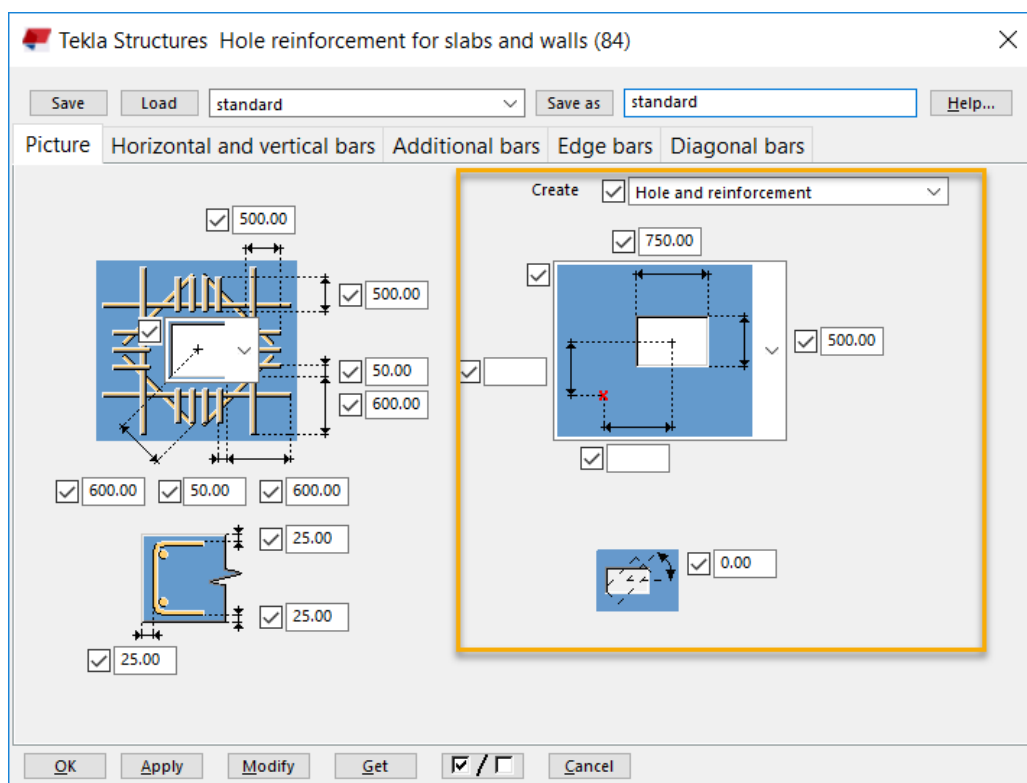 Tekla Structures Hole reinforcement for slabs and walls (84)
Save Load standard Save as standard Help...
Picture Horizontal and vertical bars Additional bars Edge bars Diagonal bars
Create Hole and reinforcement
500.00
750.00
500.00
500.00
50.00
600.00
600.00 50.00 600.00
25.00
0.00
25.00
25.00
OK Apply Modify Get / Cancel